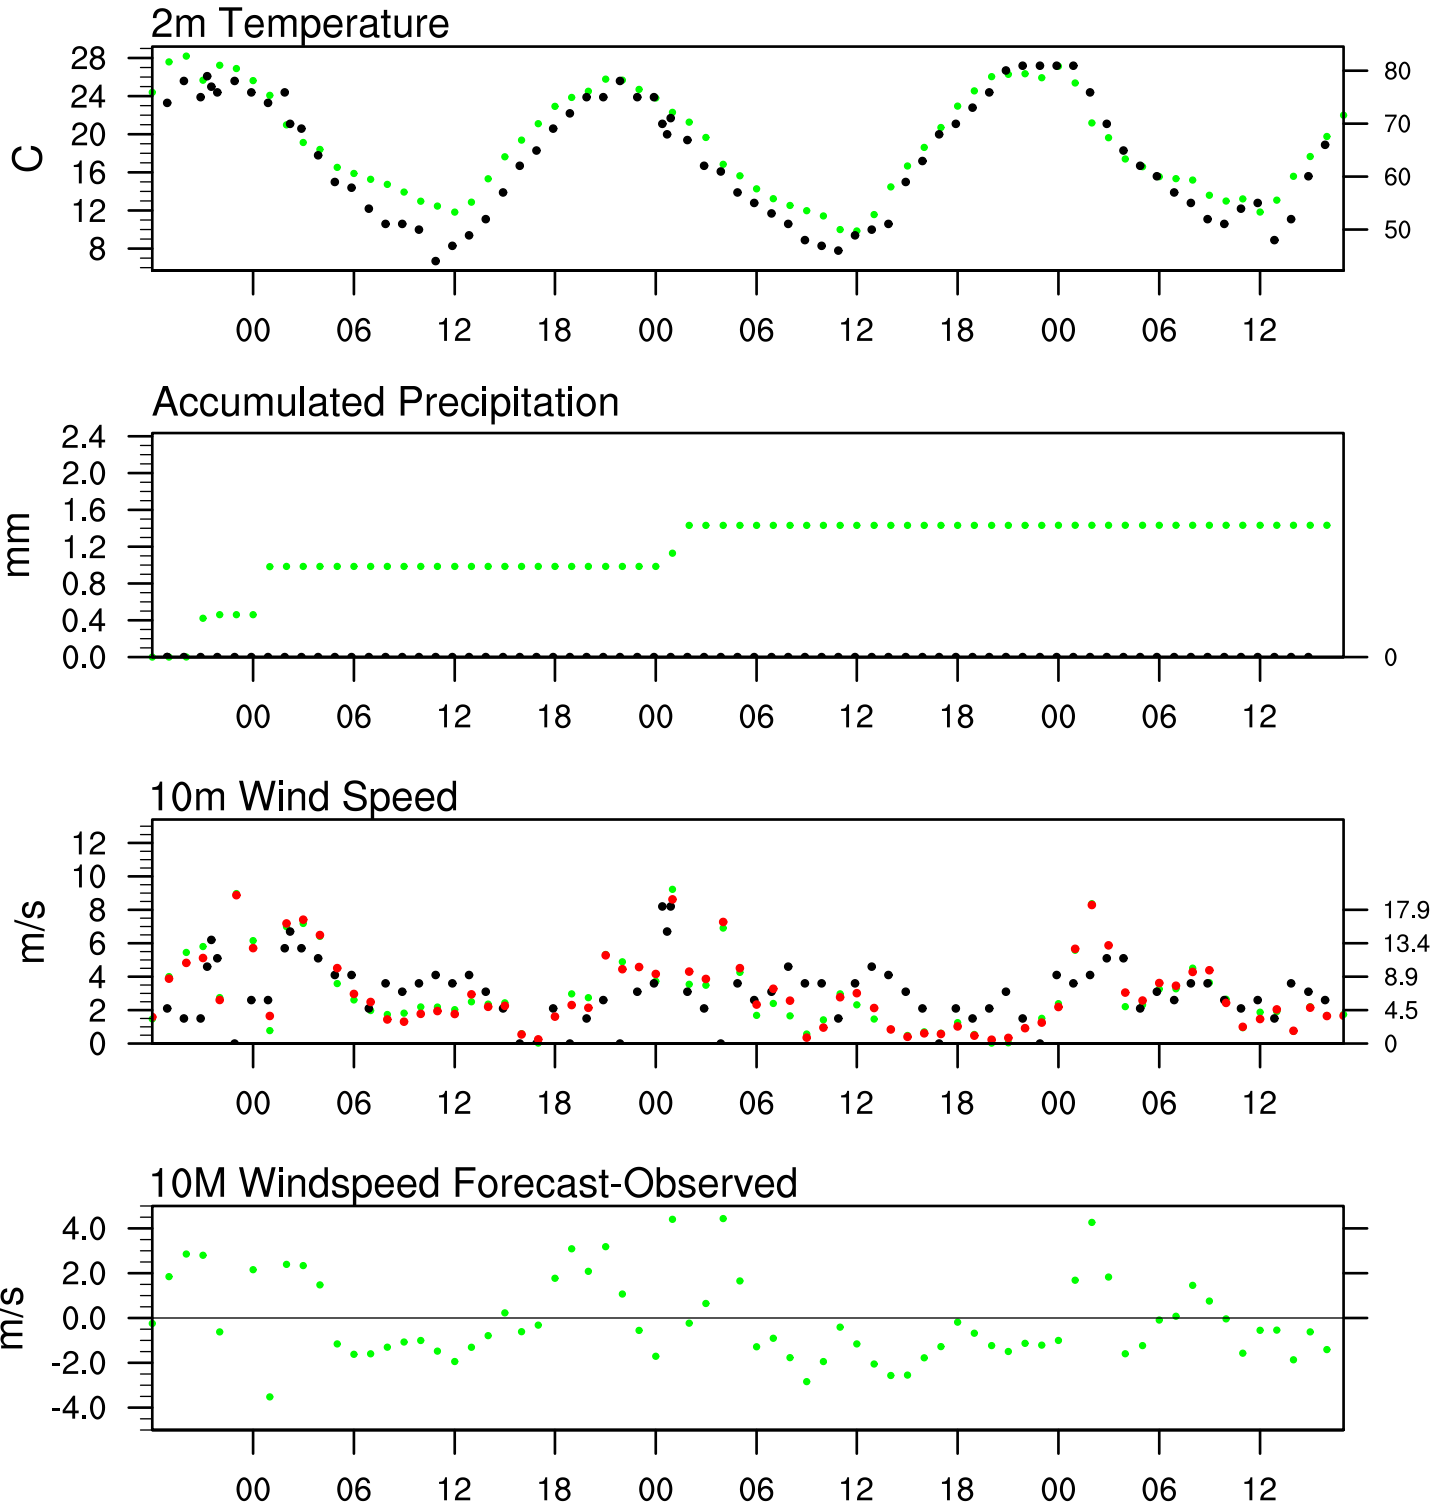 2m Temperature
28
24
20
16
12
8
C
80
70
60
50
00 06 12 18 00 06 12 18 00 06 12
Accumulated Precipitation
2.4
2.0
1.6
1.2
0.8
0.4
0.0
mm
0
00 06 12 18 00 06 12 18 00 06 12
10m Wind Speed
12
10
8
6
4
2
0
m/s
17.9
13.4
8.9
4.5
0
00 06 12 18 00 06 12 18 00 06 12
10M Windspeed Forecast-Observed
4.0
2.0
0.0
-2.0
-4.0
m/s
00 06 12 18 00 06 12 18 00 06 12